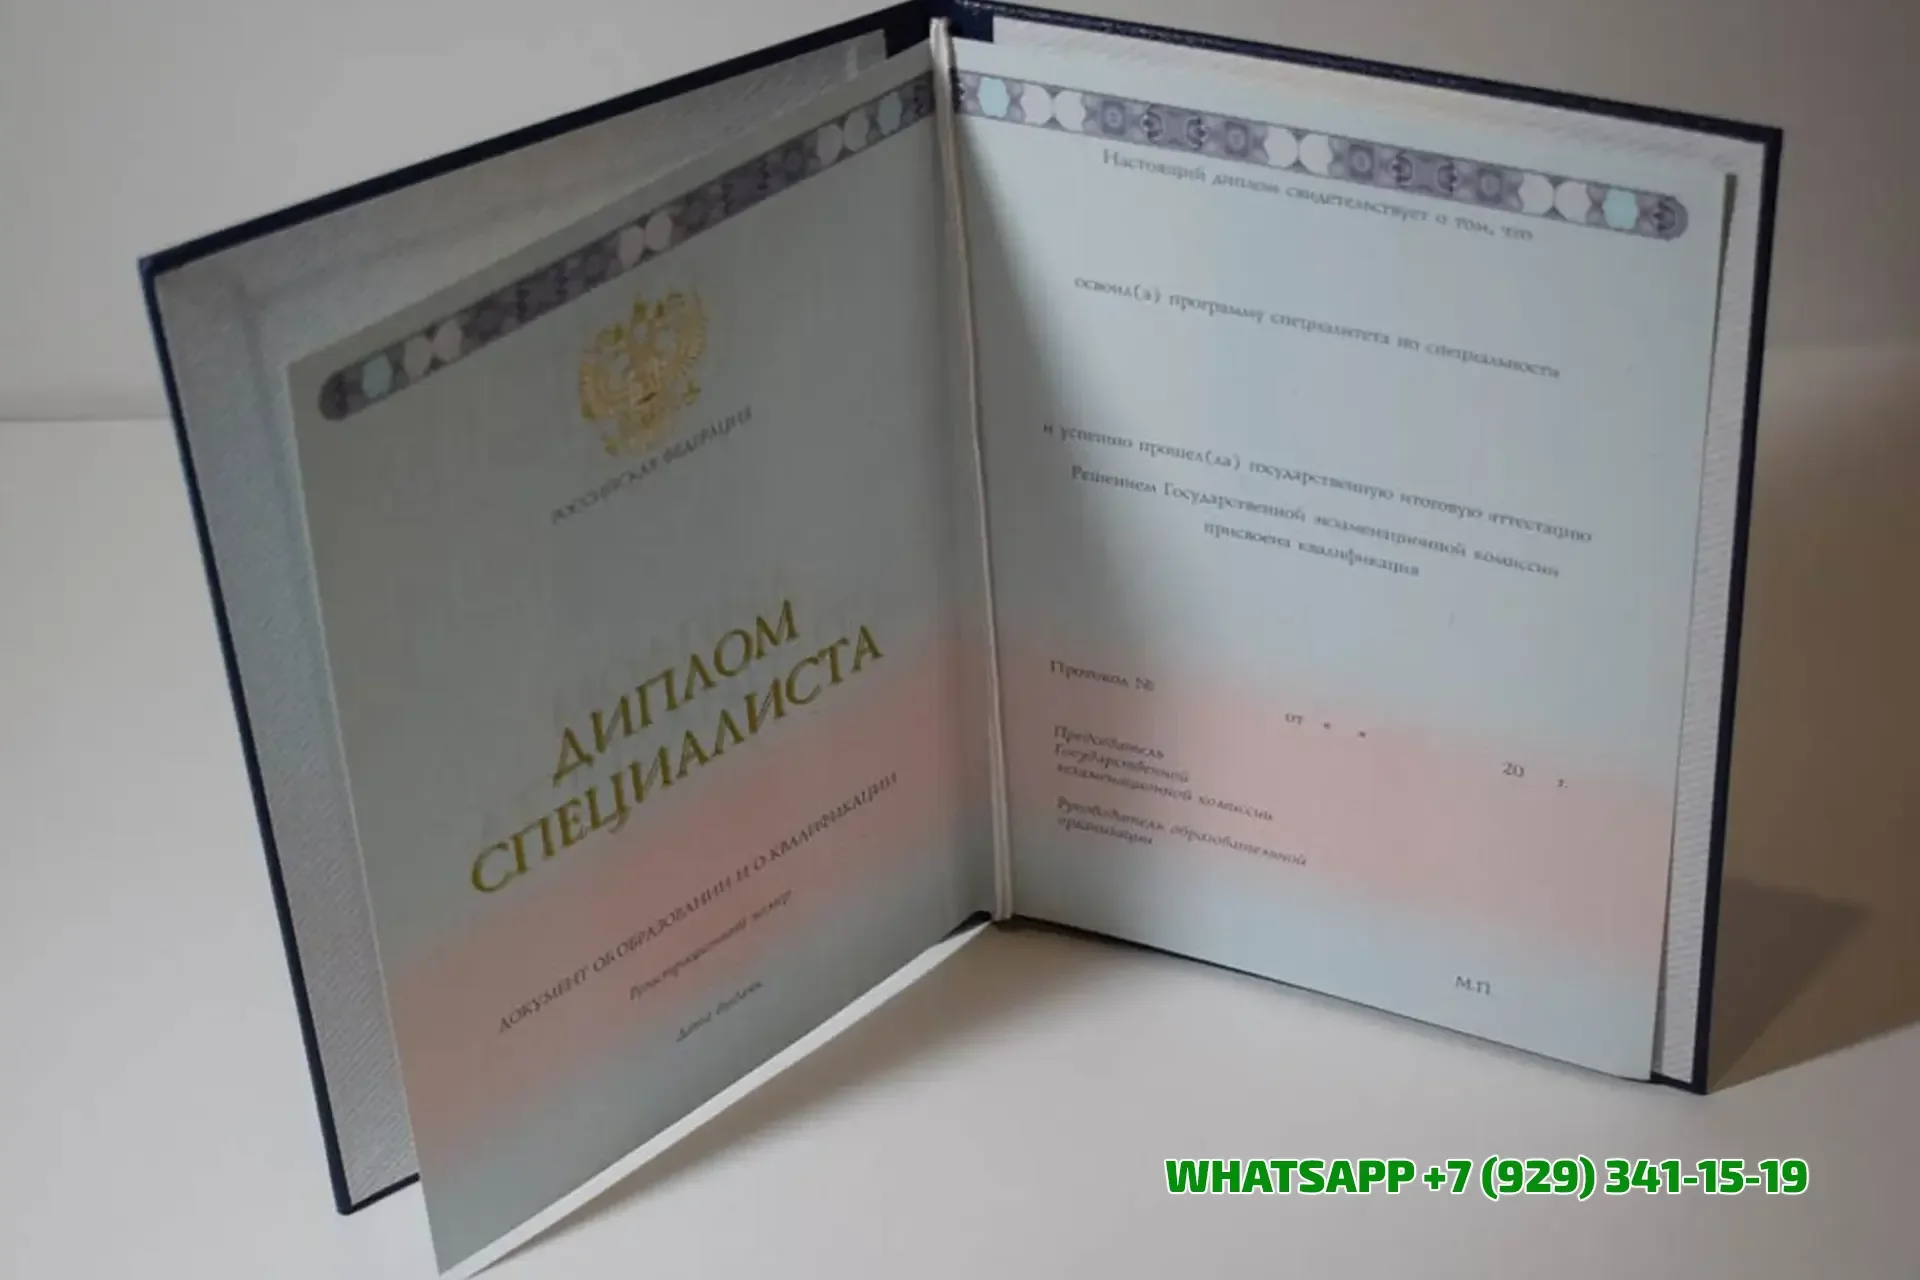 РОССИЙСКАЯ ФЕДЕРАЦИЯ
ДИПЛОМ
СПЕЦИАЛИСТА
ДОКУМЕНТ ОБ ОБРАЗОВАНИИ И О КВАЛИФИКАЦИИ
Регистрационный номер
Дата выдачи
Настоящий диплом свидетельствует о том, что
освоил(а) программу специалитета по специальности
и успешно прошел(ла) государственную итоговую аттестацию
Решением Государственной экзаменационной комиссии
присвоена квалификация
Протокол №
от « »
20 г.
Председатель
Государственной
экзаменационной комиссии
Руководитель образовательной
организации
М.П.
WHATSAPP +7 (929) 341-15-19